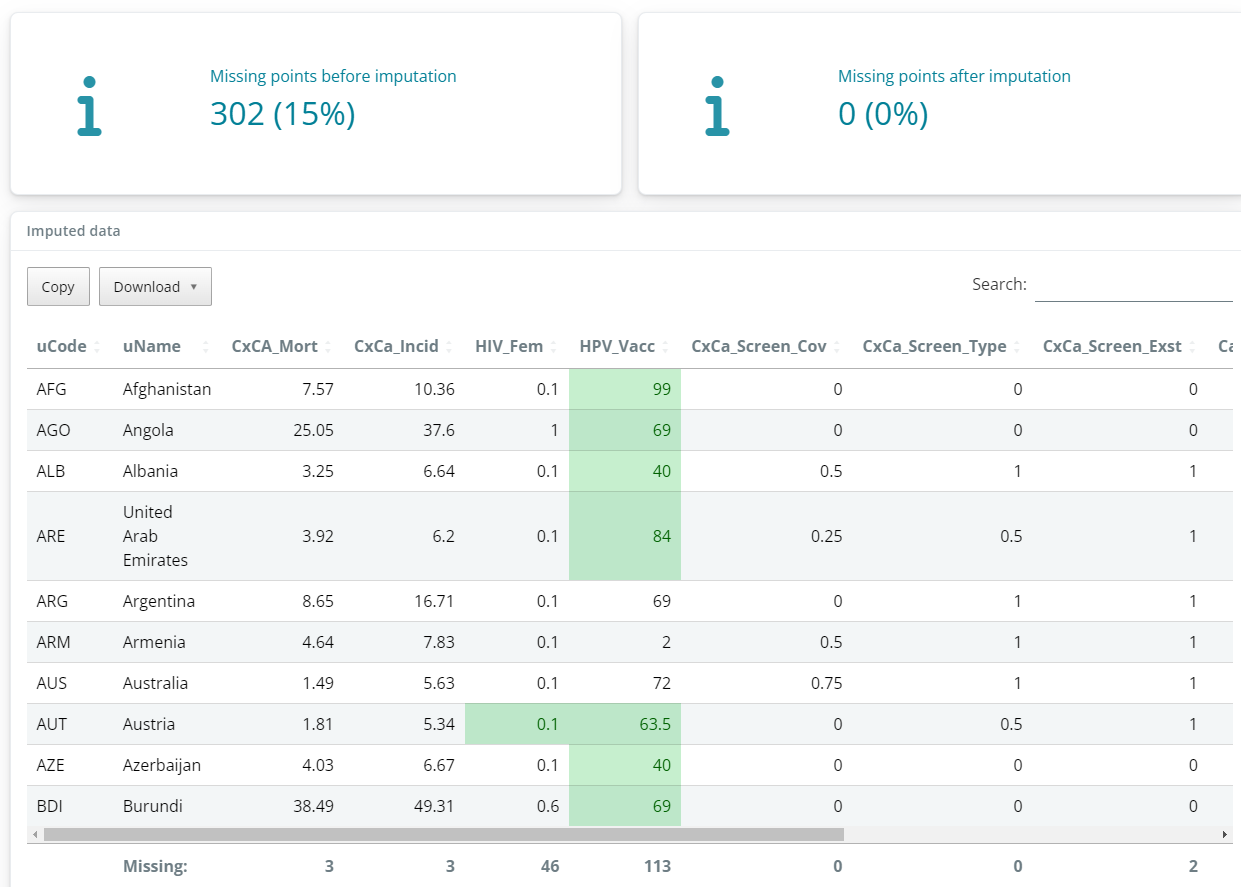 Missing points before imputation
302 (15%)
Missing points after imputation
0 (0%)
Imputed data
Copy
Download
Search:
uCode uName CxCA_Mort CxCa_Incid HIV_Fem HPV_Vacc CxCa_Screen_Cov CxCa_Screen_Type CxCa_Screen_Exst Ca
AFG Afghanistan 7.57 10.36 0.1 99 0 0 0
AGO Angola 25.05 37.6 1 69 0 0 0
ALB Albania 3.25 6.64 0.1 40 0.5 1 1
United
Arab
Emirates
ARE 3.92 6.2 0.1 84 0.25 0.5 1
ARG Argentina 8.65 16.71 0.1 69 0 1 1
ARM Armenia 4.64 7.83 0.1 2 0.5 1 1
AUS Australia 1.49 5.63 0.1 72 0.75 1 1
AUT Austria 1.81 5.34 0.1 63.5 0 0.5 1
AZE Azerbaijan 4.03 6.67 0.1 40 0 0 0
BDI Burundi 38.49 49.31 0.6 69 0 0 0
Missing: 3 3 46 113 0 0 2